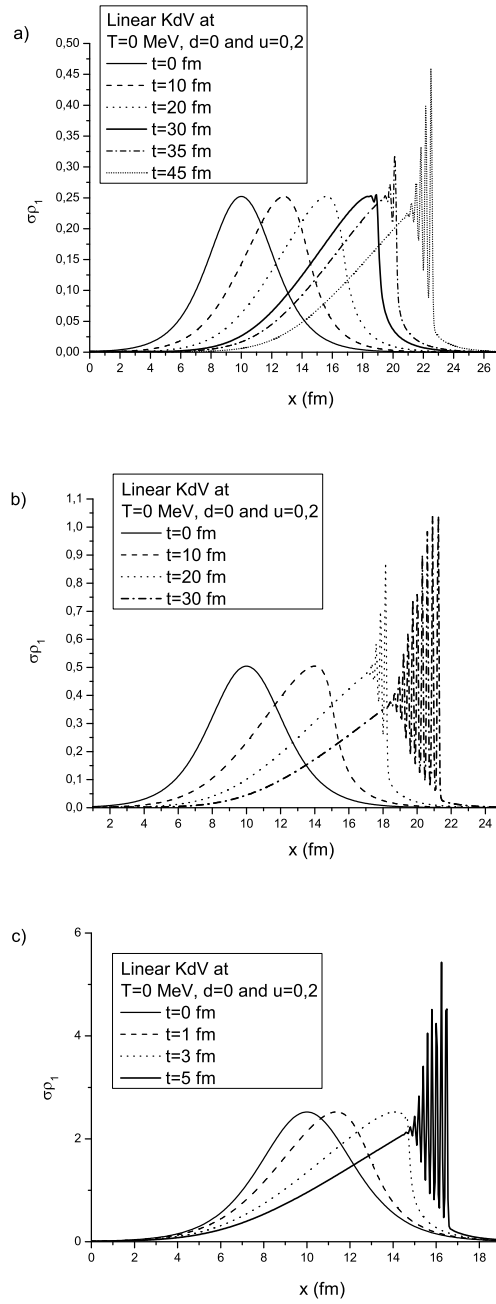 a)
Linear KdV at
T=0 MeV, d=0 and u=0,2
t=0 fm
t=10 fm
t=20 fm
t=30 fm
t=35 fm
t=45 fm
0,50
0,45
0,40
0,35
0,30
0,25
0,20
0,15
0,10
0,05
0,00
σρ₁
0 2 4 6 8 10 12 14 16 18 20 22 24 26
x (fm)
b)
Linear KdV at
T=0 MeV, d=0 and u=0,2
t=0 fm
t=10 fm
t=20 fm
t=30 fm
1,1
1,0
0,9
0,8
0,7
0,6
0,5
0,4
0,3
0,2
0,1
0,0
σρ₁
2 4 6 8 10 12 14 16 18 20 22 24
x (fm)
c)
Linear KdV at
T=0 MeV, d=0 and u=0,2
t=0 fm
t=1 fm
t=3 fm
t=5 fm
6
4
2
0
σρ₁
0 2 4 6 8 10 12 14 16 18
x (fm)